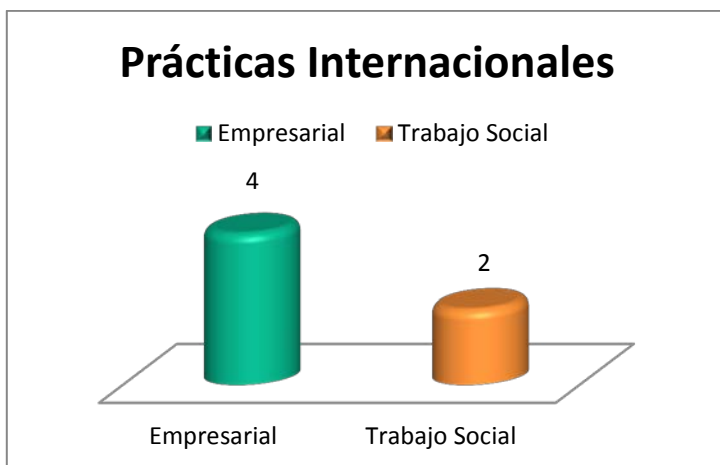 Prácticas Internacionales
Empresarial Trabajo Social
4
2
Empresarial Trabajo Social